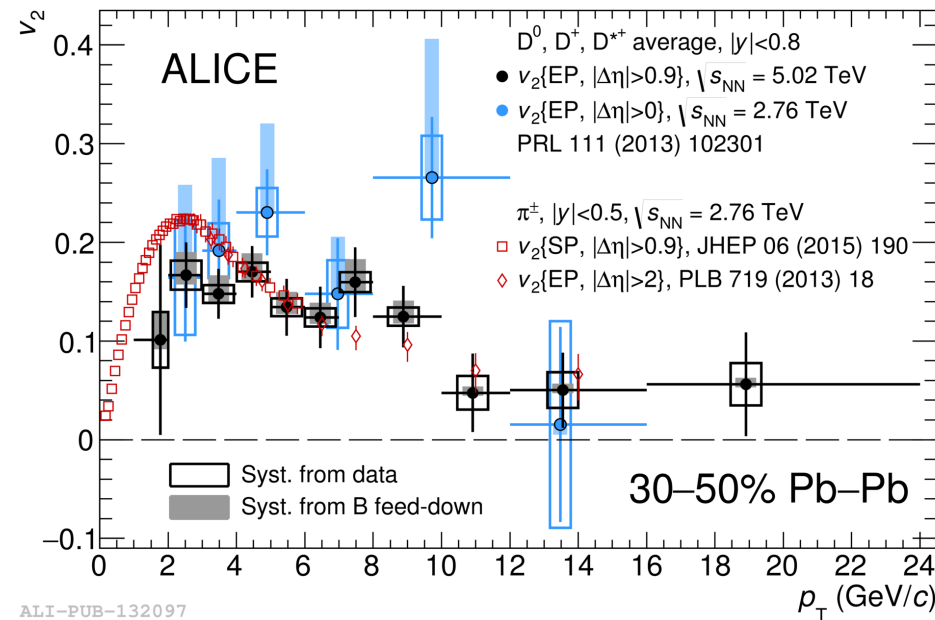 v₂
0.4
0.3
0.2
0.1
0
−0.1
ALICE
D⁰, D⁺, D*⁺ average, |y|<0.8
v₂{EP, |Δη|>0.9}, √s_NN = 5.02 TeV
v₂{EP, |Δη|>0}, √s_NN = 2.76 TeV
PRL 111 (2013) 102301
π±, |y|<0.5, √s_NN = 2.76 TeV
v₂{SP, |Δη|>0.9}, JHEP 06 (2015) 190
v₂{EP, |Δη|>2}, PLB 719 (2013) 18
Syst. from data
Syst. from B feed-down
30–50% Pb–Pb
0 2 4 6 8 10 12 14 16 18 20 22 24
p_T (GeV/c)
ALI-PUB-132097